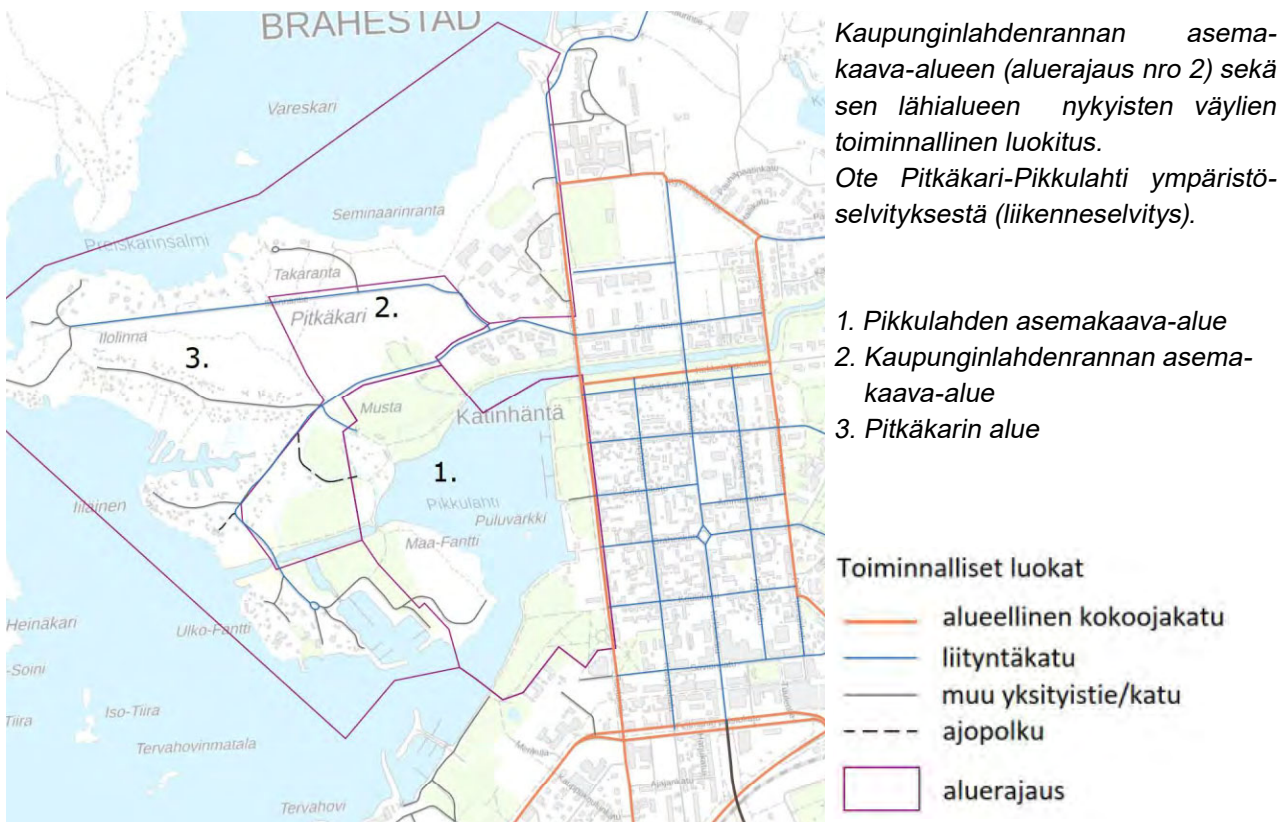 BRAHESTAD
Vareskari
Seminaarinranta
Preiskarinsalmi
Takaranta
Pitkäkari
2.
Ilolinna
3.
Musta
Katinhäntä
1.
Pikkulahti
Puluvärkki
Maa-Fantti
Iiläinen
Ulko-Fantti
Heinäkari
-Soini
Tiira
Iso-Tiira
Tervahovinmatala
Tervahovi
Merikatu
Ajajankatu
Kaupunginlahdenrannan asema-
kaava-alueen (aluerajaus nro 2) sekä
sen lähialueen nykyisten väylien
toiminnallinen luokitus.
Ote Pitkäkari-Pikkulahti ympäristö-
selvityksestä (liikenneselvitys).
1. Pikkulahden asemakaava-alue
2. Kaupunginlahdenrannan asema-
kaava-alue
3. Pitkäkarin alue
Toiminnalliset luokat
alueellinen kokoojakatu
liityntäkatu
muu yksityistie/katu
ajopolku
aluerajaus